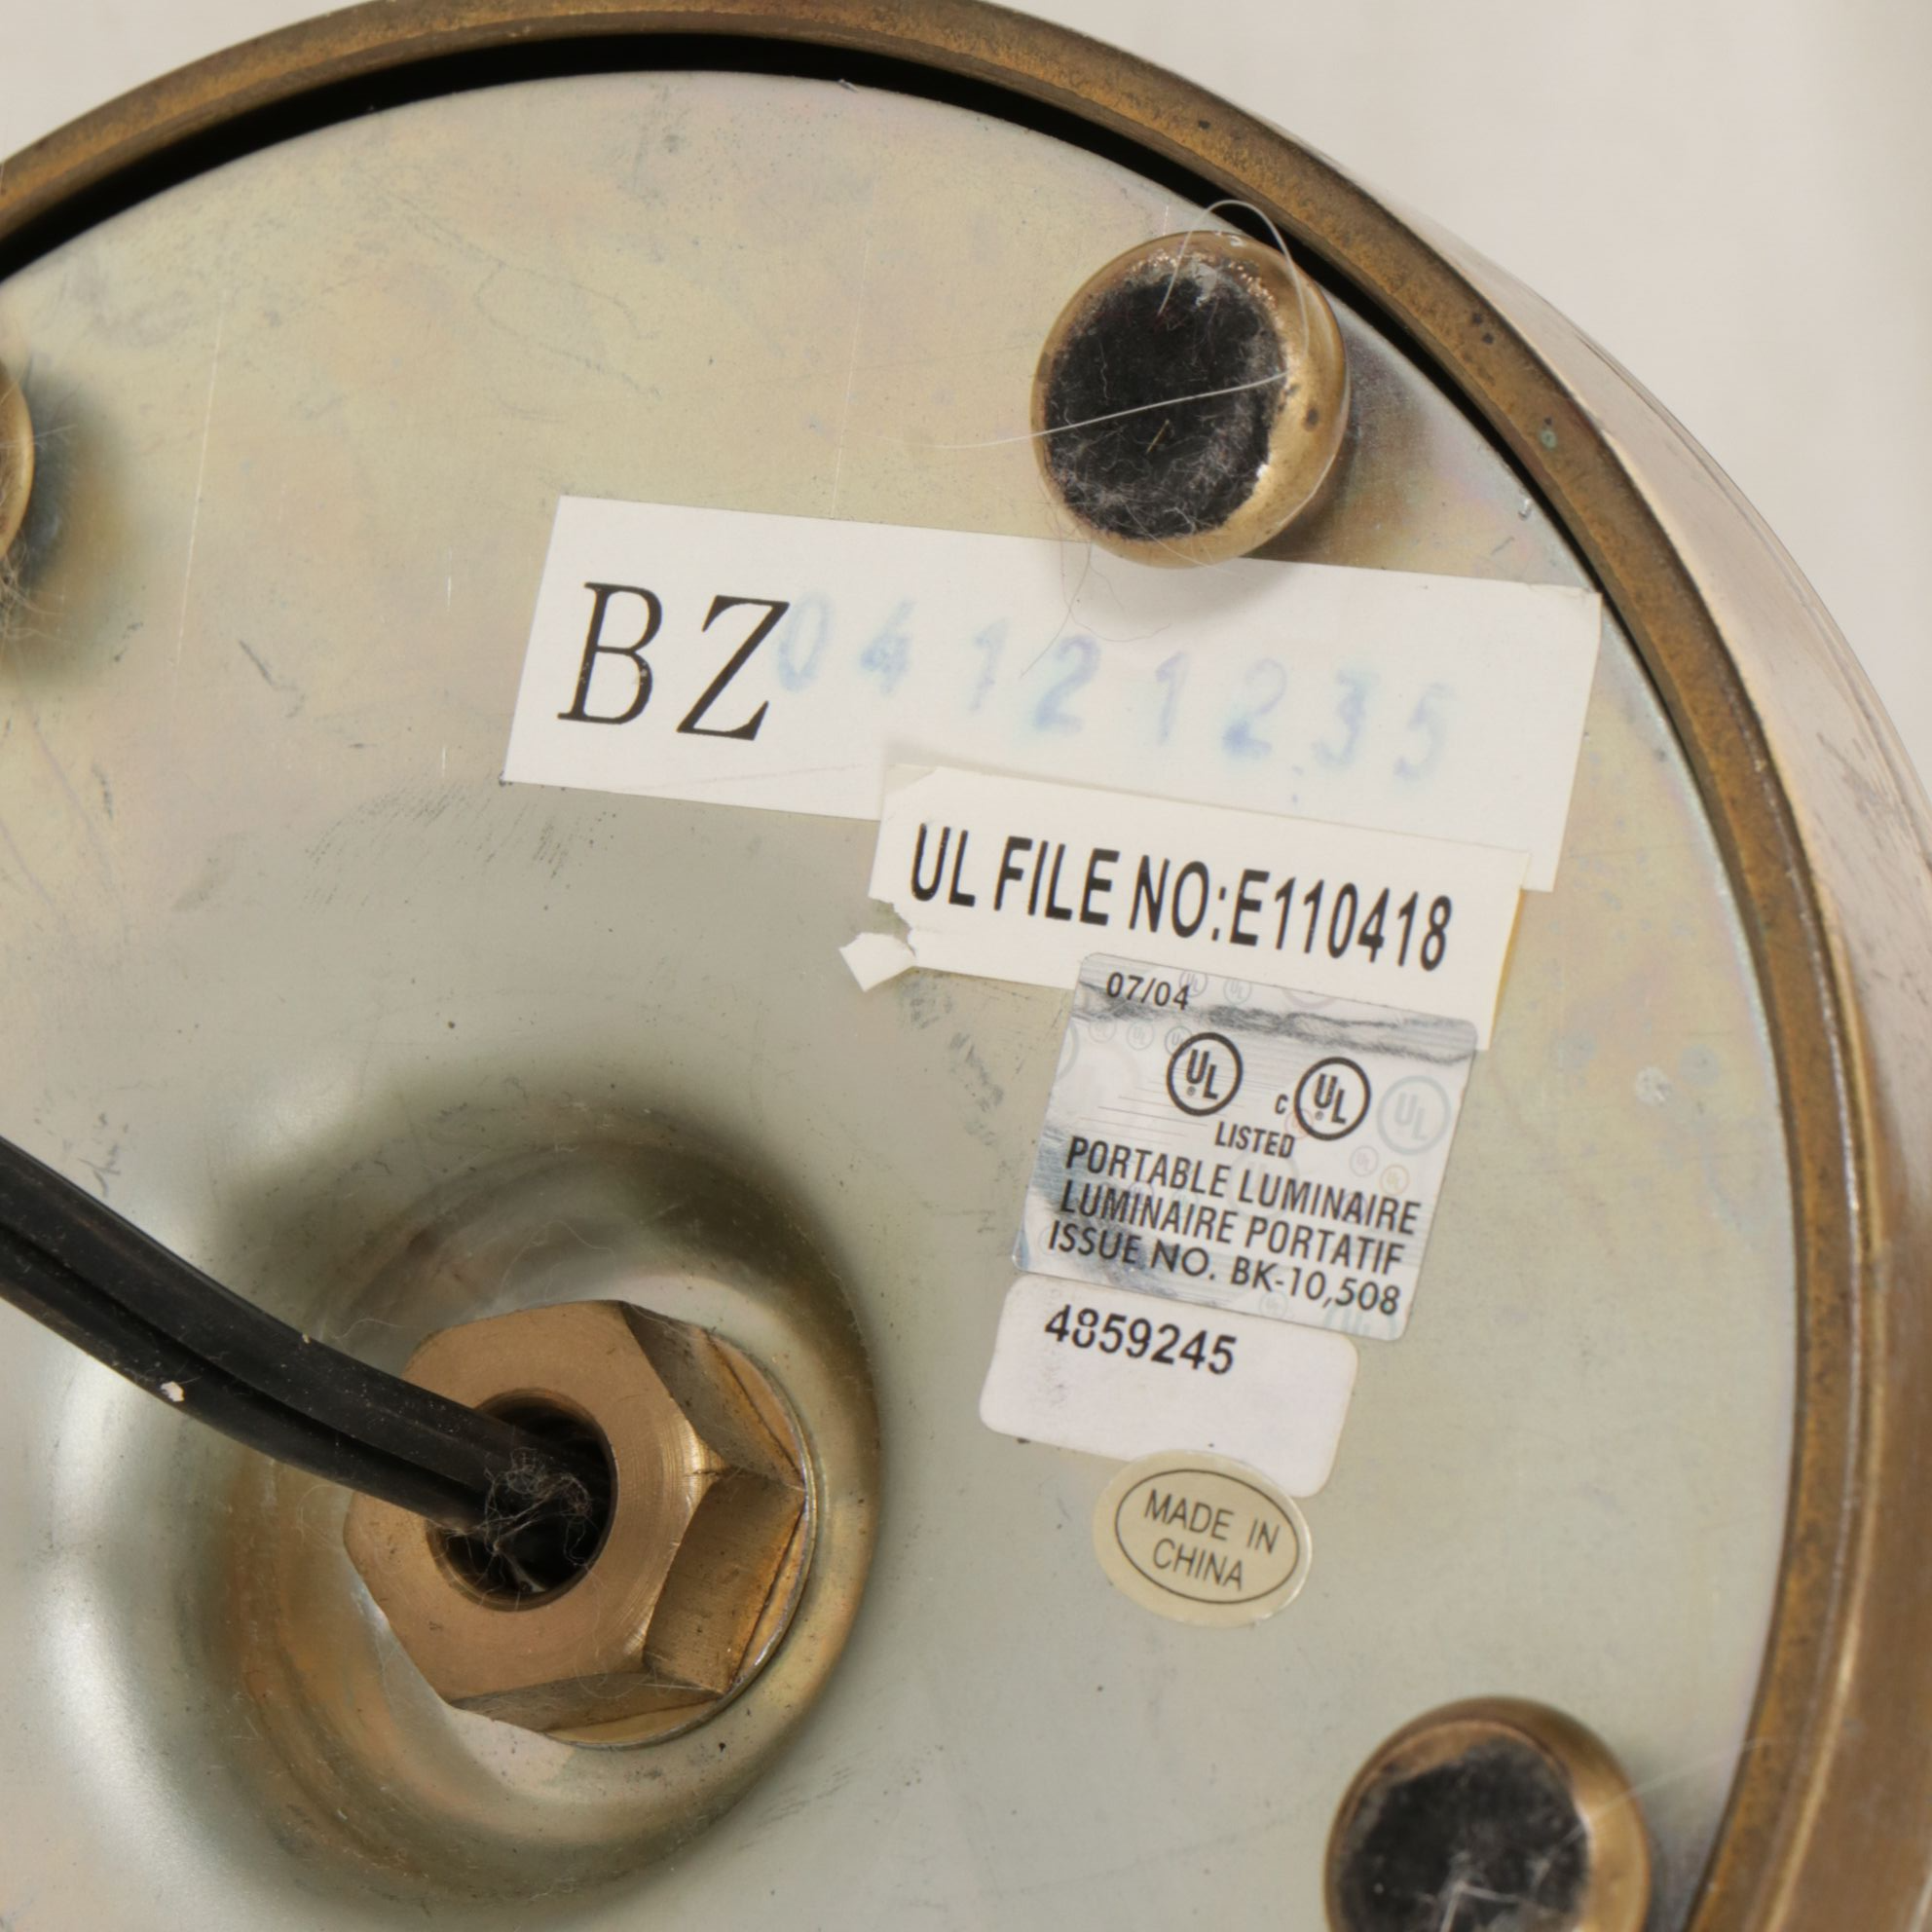 BZ 04121235
UL FILE NO:E110418
07/04
UL c UL
LISTED
PORTABLE LUMINAIRE
LUMINAIRE PORTATIF
ISSUE NO. BK-10,508
4859245
MADE IN
CHINA